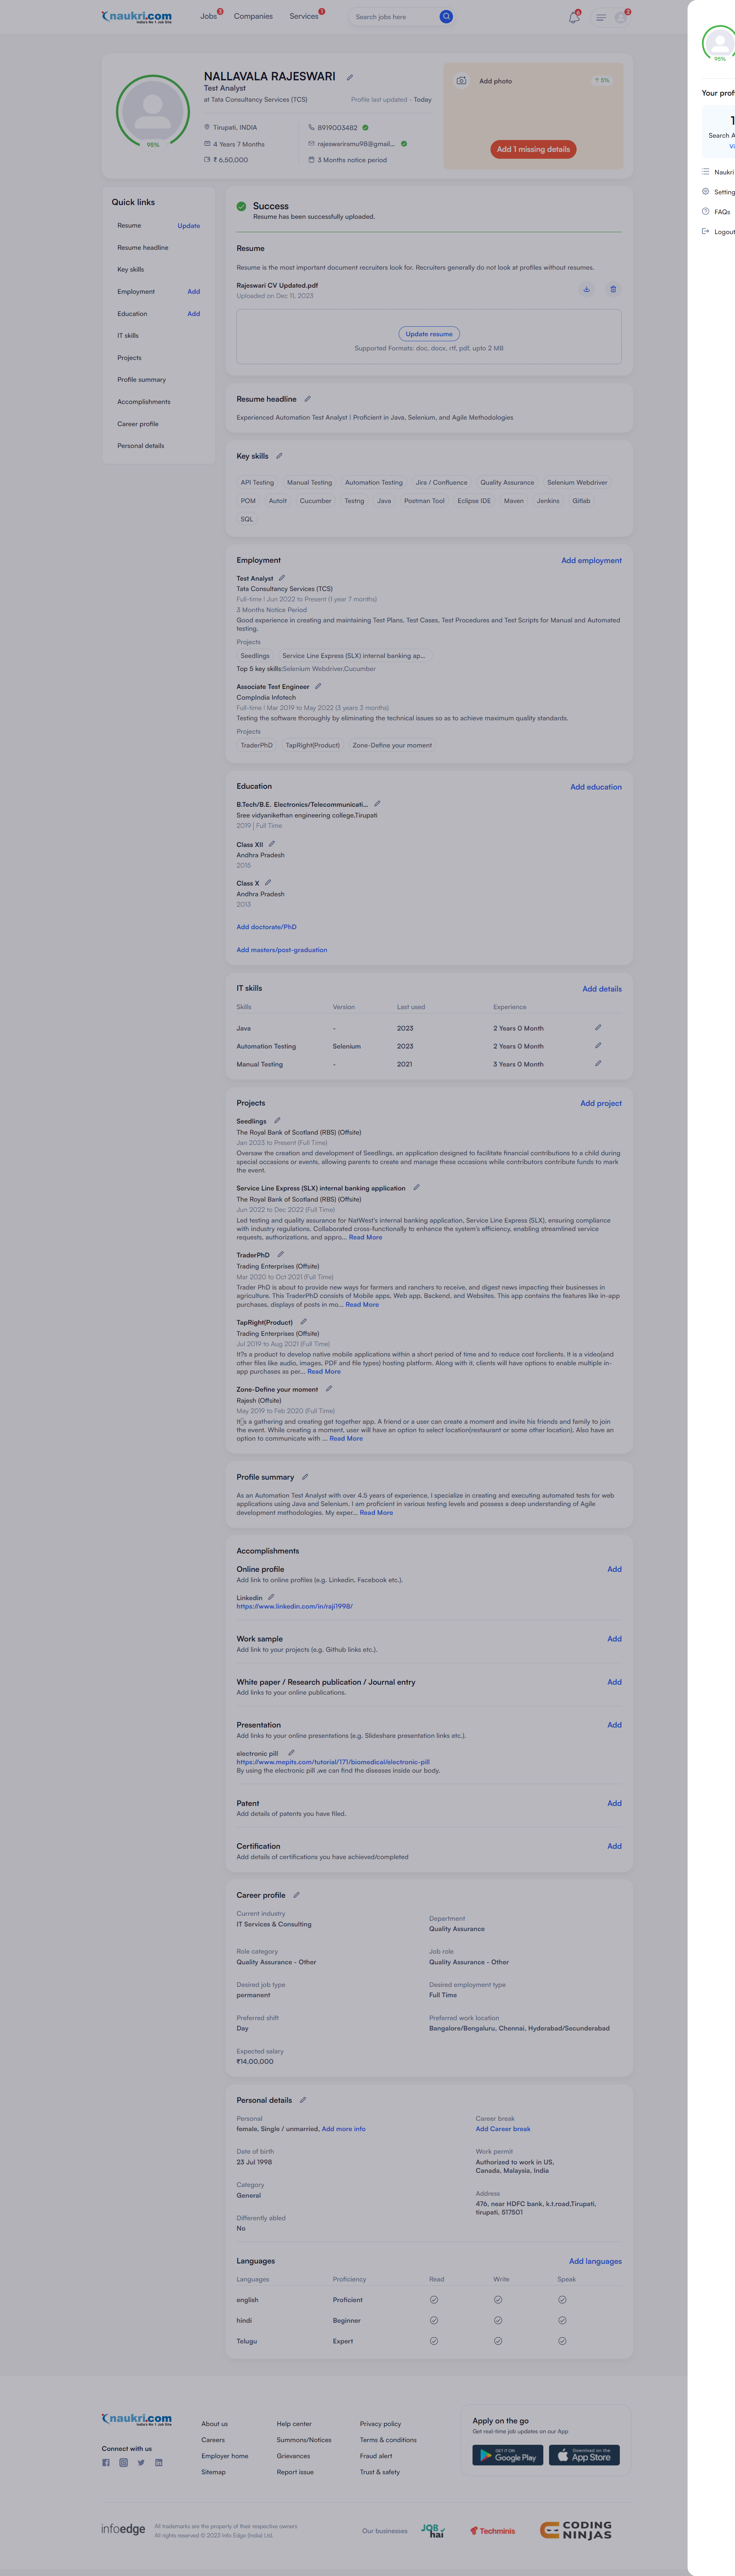 naukri.com
India's No.1 Job Site
Jobs
3
Companies
Services
1
Search jobs here
6
2
95%
NALLAVALA RAJESWARI
Test Analyst
at Tata Consultancy Services (TCS)
Profile last updated - Today
Tirupati, INDIA
8919003482
4 Years 7 Months
rajeswariramu98@gmail...
₹ 6,50,000
3 Months notice period
Add photo
↑ 5%
Add 1 missing details
95%
Your prof
1
Search A
Vi
Naukri
Setting
FAQs
Logout
Quick links
Resume
Update
Resume headline
Key skills
Employment
Add
Education
Add
IT skills
Projects
Profile summary
Accomplishments
Career profile
Personal details
Success
Resume has been successfully uploaded.
Resume
Resume is the most important document recruiters look for. Recruiters generally do not look at profiles without resumes.
Rajeswari CV Updated.pdf
Uploaded on Dec 11, 2023
Update resume
Supported Formats: doc, docx, rtf, pdf, upto 2 MB
Resume headline
Experienced Automation Test Analyst | Proficient in Java, Selenium, and Agile Methodologies
Key skills
API Testing
Manual Testing
Automation Testing
Jira / Confluence
Quality Assurance
Selenium Webdriver
POM
AutoIt
Cucumber
Testng
Java
Postman Tool
Eclipse IDE
Maven
Jenkins
Gitlab
SQL
Employment
Add employment
Test Analyst
Tata Consultancy Services (TCS)
Full-time | Jun 2022 to Present (1 year 7 months)
3 Months Notice Period
Good experience in creating and maintaining Test Plans, Test Cases, Test Procedures and Test Scripts for Manual and Automated
testing.
Projects
Seedlings
Service Line Express (SLX) internal banking ap...
Top 5 key skills:Selenium Webdriver,Cucumber
Associate Test Engineer
CompIndia Infotech
Full-time | Mar 2019 to May 2022 (3 years 3 months)
Testing the software thoroughly by eliminating the technical issues so as to achieve maximum quality standards.
Projects
TraderPhD
TapRight(Product)
Zone-Define your moment
Education
Add education
B.Tech/B.E. Electronics/Telecommunicati...
Sree vidyanikethan engineering college,Tirupati
2019 | Full Time
Class XII
Andhra Pradesh
2015
Class X
Andhra Pradesh
2013
Add doctorate/PhD
Add masters/post-graduation
IT skills
Add details
Skills
Version
Last used
Experience
Java
-
2023
2 Years 0 Month
Automation Testing
Selenium
2023
2 Years 0 Month
Manual Testing
-
2021
3 Years 0 Month
Projects
Add project
Seedlings
The Royal Bank of Scotland (RBS) (Offsite)
Jan 2023 to Present (Full Time)
Oversaw the creation and development of Seedlings, an application designed to facilitate financial contributions to a child during
special occasions or events, allowing parents to create and manage these occasions while contributors contribute funds to mark
the event.
Service Line Express (SLX) internal banking application
The Royal Bank of Scotland (RBS) (Offsite)
Jun 2022 to Dec 2022 (Full Time)
Led testing and quality assurance for NatWest's internal banking application, Service Line Express (SLX), ensuring compliance
with industry regulations. Collaborated cross-functionally to enhance the system's efficiency, enabling streamlined service
requests, authorizations, and appro... Read More
TraderPhD
Trading Enterprises (Offsite)
Mar 2020 to Oct 2021 (Full Time)
Trader PhD is about to provide new ways for farmers and ranchers to receive, and digest news impacting their businesses in
agriculture. This TraderPhD consists of Mobile apps, Web app, Backend, and Websites. This app contains the features like in-app
purchases, displays of posts in mo... Read More
TapRight(Product)
Trading Enterprises (Offsite)
Jul 2019 to Aug 2021 (Full Time)
It?s a product to develop native mobile applications within a short period of time and to reduce cost forclients. It is a video(and
other files like audio, images, PDF and file types) hosting platform. Along with it, clients will have options to enable multiple in-
app purchases as per... Read More
Zone-Define your moment
Rajesh (Offsite)
May 2019 to Feb 2020 (Full Time)
a gathering and creating get together app. A friend or a user can create a moment and invite his friends and family to join
the event. While creating a moment, user will have an option to select location(restaurant or some other location). Also have an
option to communicate with ... Read More
Profile summary
As an Automation Test Analyst with over 4.5 years of experience, I specialize in creating and executing automated tests for web
applications using Java and Selenium. I am proficient in various testing levels and possess a deep understanding of Agile
development methodologies. My exper... Read More
Accomplishments
Online profile
Add
Add link to online profiles (e.g. Linkedin, Facebook etc.).
Linkedin
https://www.linkedin.com/in/raji1998/
Work sample
Add
Add link to your projects (e.g. Github links etc.).
White paper / Research publication / Journal entry
Add
Add links to your online publications.
Presentation
Add
Add links to your online presentations (e.g. Slideshare presentation links etc.).
electronic pill
https://www.mepits.com/tutorial/171/biomedical/electronic-pill
By using the electronic pill ,we can find the diseases inside our body.
Patent
Add
Add details of patents you have filed.
Certification
Add
Add details of certifications you have achieved/completed
Career profile
Current industry
IT Services & Consulting
Department
Quality Assurance
Role category
Quality Assurance - Other
Job role
Quality Assurance - Other
Desired job type
permanent
Desired employment type
Full Time
Preferred shift
Day
Preferred work location
Bangalore/Bengaluru, Chennai, Hyderabad/Secunderabad
Expected salary
₹14,00,000
Personal details
Personal
female, Single / unmarried, Add more info
Career break
Add Career break
Date of birth
23 Jul 1998
Work permit
Authorized to work in US,
Canada, Malaysia, India
Category
General
Address
476, near HDFC bank, k.t.road,Tirupati,
tirupati, 517501
Differently abled
No
Languages
Add languages
Languages
Proficiency
Read
Write
Speak
english
Proficient
hindi
Beginner
Telugu
Expert
naukri.com
India's No.1 Job Site
Connect with us
About us
Careers
Employer home
Sitemap
Help center
Summons/Notices
Grievances
Report issue
Privacy policy
Terms & conditions
Fraud alert
Trust & safety
Apply on the go
Get real-time job updates on our App
GET IT ON
Google Play
Download on the
App Store
infoedge
All trademarks are the property of their respective owners
All rights reserved © 2023 Info Edge (India) Ltd.
Our businesses
JOB hai
Techminis
CODING NINJAS